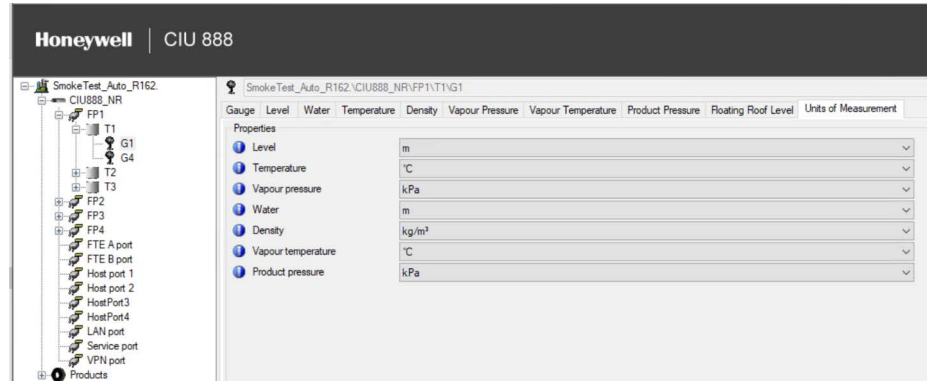 Honeywell | CIU 888
SmokeTest_Auto_R162.
CIU888_NR
FP1
T1
G1
G4
T2
T3
FP2
FP3
FP4
FTE A port
FTE B port
Host port 1
Host port 2
HostPort3
HostPort4
LAN port
Service port
VPN port
Products
SmokeTest_Auto_R162.\CIU888_NR\FP1\T1\G1
Gauge Level Water Temperature Density Vapour Pressure Vapour Temperature Product Pressure Floating Roof Level Units of Measurement
Properties
Level m
Temperature °C
Vapour pressure kPa
Water m
Density kg/m³
Vapour temperature °C
Product pressure kPa